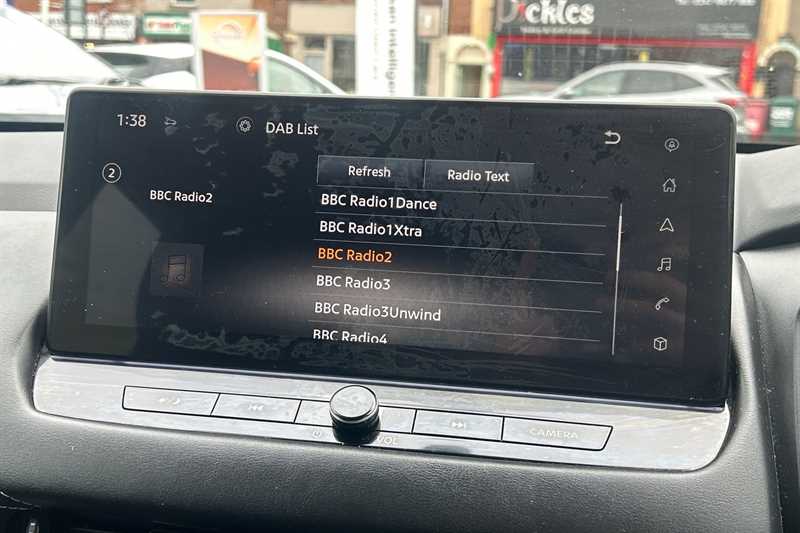 pickles
1:38
DAB List
2
Refresh
Radio Text
BBC Radio2
BBC Radio1Dance
BBC Radio1Xtra
BBC Radio2
BBC Radio3
BBC Radio3Unwind
BBC Radio4
VOL
CAMERA